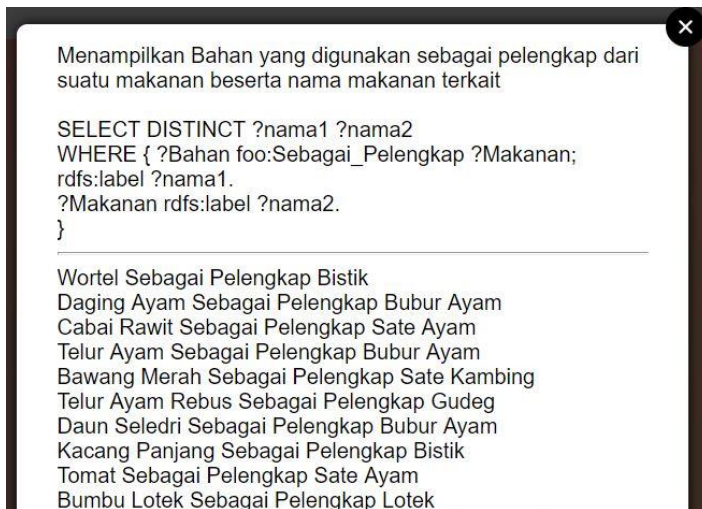 Menampilkan Bahan yang digunakan sebagai pelengkap dari
suatu makanan beserta nama makanan terkait
SELECT DISTINCT ?nama1 ?nama2
WHERE { ?Bahan foo:Sebagai_Pelengkap ?Makanan;
rdfs:label ?nama1.
?Makanan rdfs:label ?nama2.
}
Wortel Sebagai Pelengkap Bistik
Daging Ayam Sebagai Pelengkap Bubur Ayam
Cabai Rawit Sebagai Pelengkap Sate Ayam
Telur Ayam Sebagai Pelengkap Bubur Ayam
Bawang Merah Sebagai Pelengkap Sate Kambing
Telur Ayam Rebus Sebagai Pelengkap Gudeg
Daun Seledri Sebagai Pelengkap Bubur Ayam
Kacang Panjang Sebagai Pelengkap Bistik
Tomat Sebagai Pelengkap Sate Ayam
Bumbu Lotek Sebagai Pelengkap Lotek